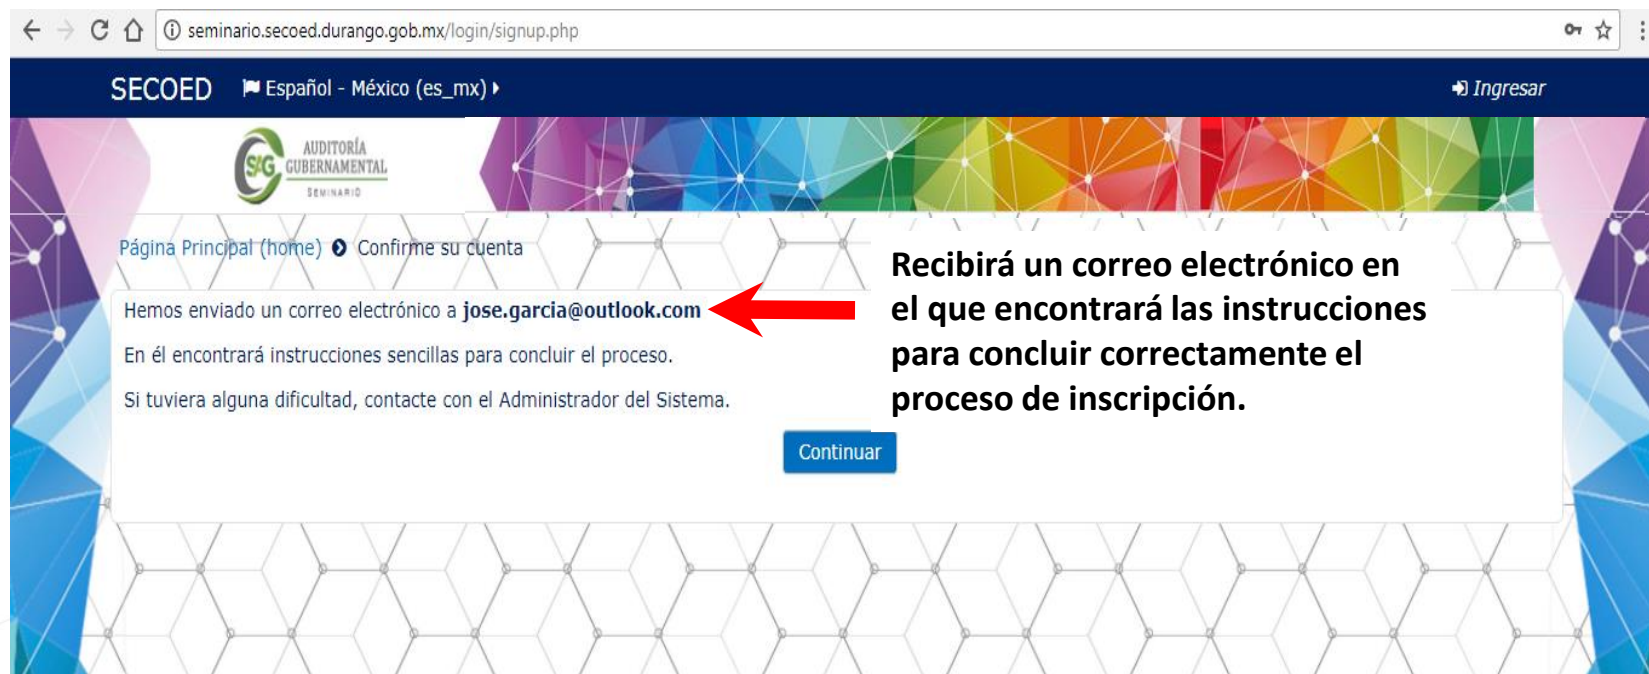 seminario.secoed.durango.gob.mx/login/signup.php
SECOED Español - México (es_mx) Ingresar
SAG
AUDITORÍA
GUBERNAMENTAL
SEMINARIO
Página Principal (home) Confirme su cuenta
Hemos enviado un correo electrónico a jose.garcia@outlook.com
En él encontrará instrucciones sencillas para concluir el proceso.
Si tuviera alguna dificultad, contacte con el Administrador del Sistema.
Recibirá un correo electrónico en
el que encontrará las instrucciones
para concluir correctamente el
proceso de inscripción.
Continuar